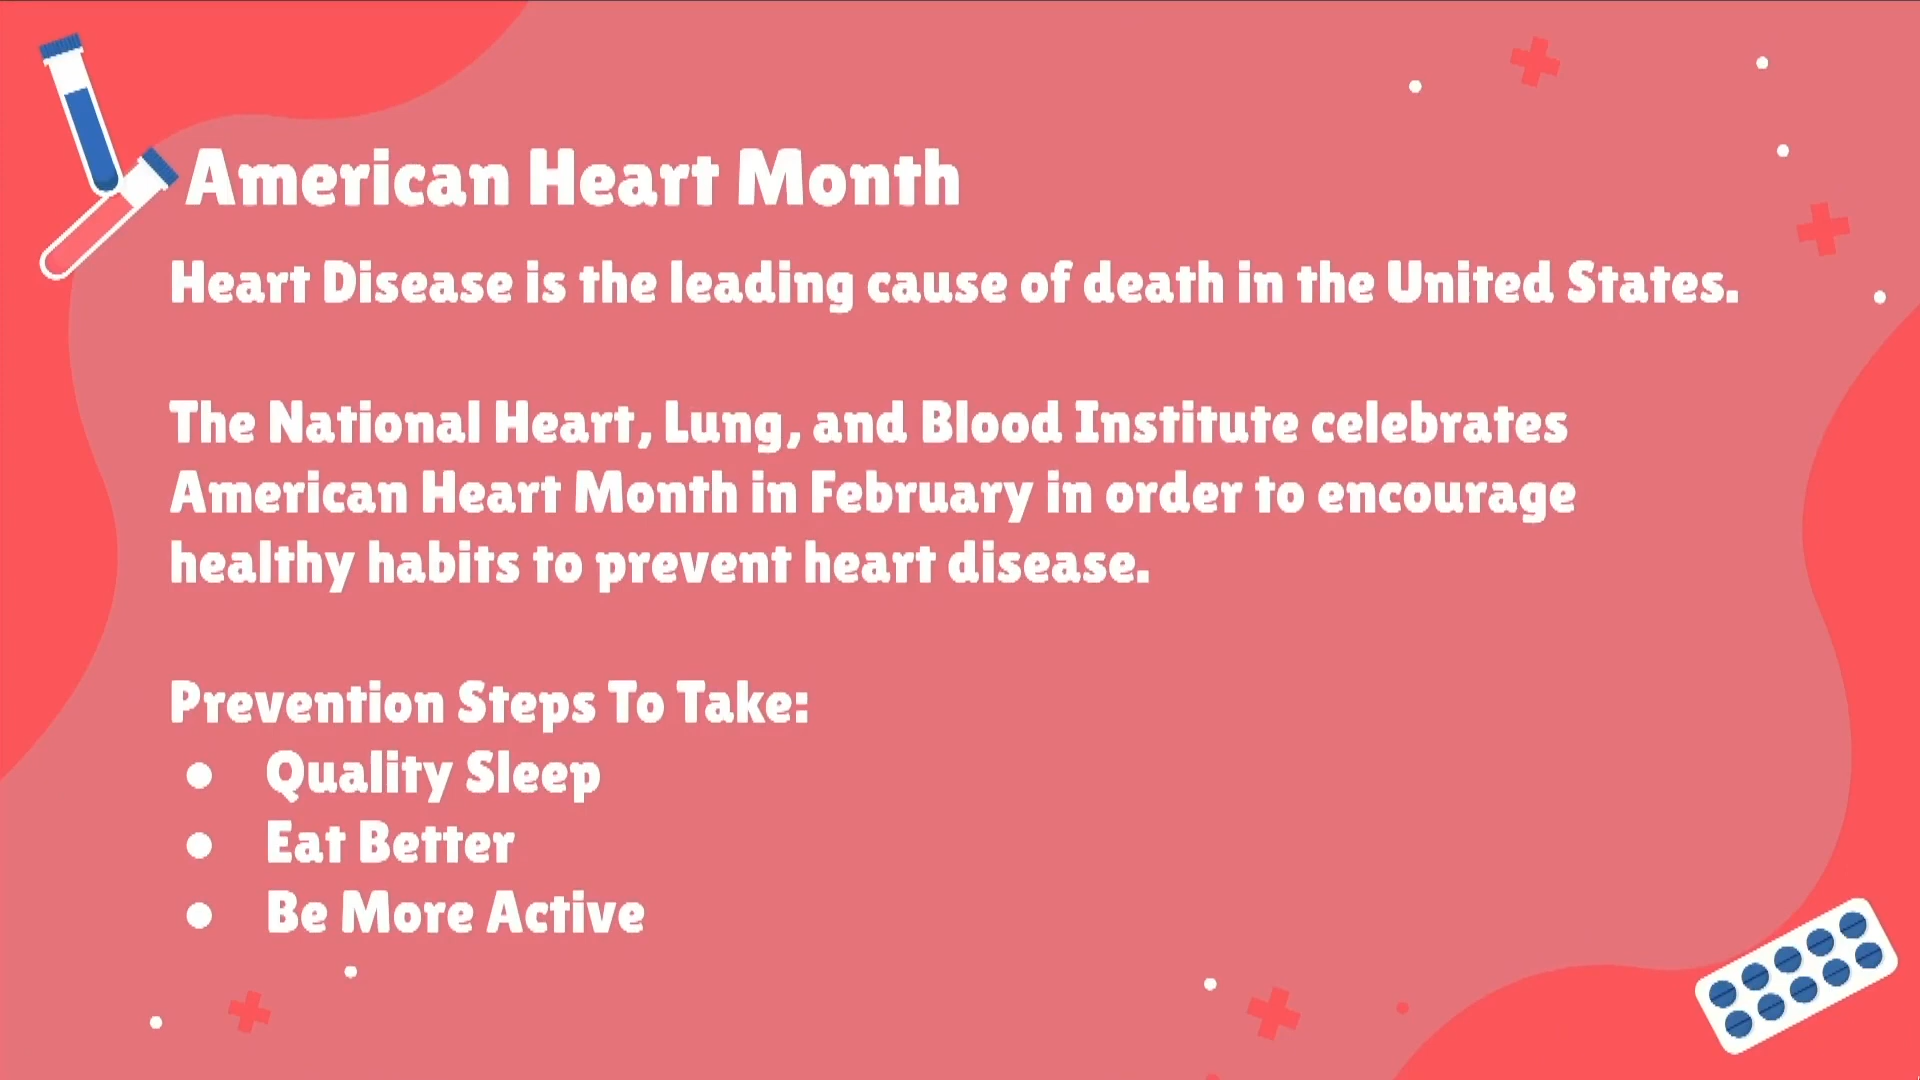 American Heart Month
Heart Disease is the leading cause of death in the United States.
The National Heart, Lung, and Blood Institute celebrates
American Heart Month in February in order to encourage
healthy habits to prevent heart disease.
Prevention Steps To Take:
● Quality Sleep
● Eat Better
● Be More Active